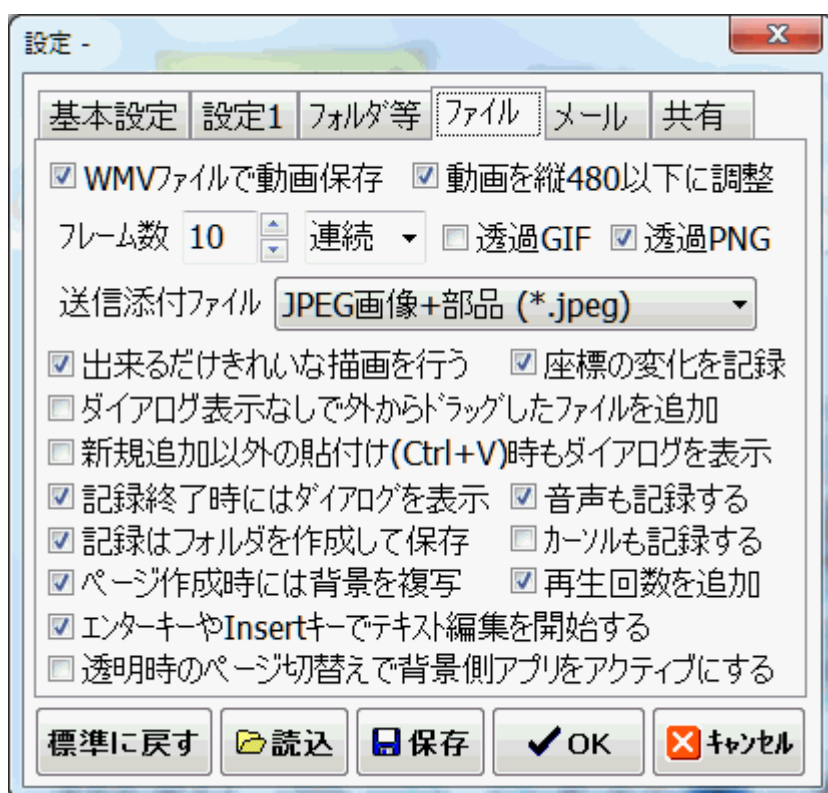 設定 -
基本設定 設定1 フォルダ等 ファイル メール 共有
WMVファイルで動画保存 動画を縦480以下に調整
フレーム数 10 連続 透過GIF 透過PNG
送信添付ファイル JPEG画像+部品 (*.jpeg)
出来るだけきれいな描画を行う 座標の変化を記録
ダイアログ表示なしで外からドラッグしたファイルを追加
新規追加以外の貼付け(Ctrl+V)時もダイアログを表示
記録終了時にはダイアログを表示 音声も記録する
記録はフォルダを作成して保存 カーソルも記録する
ページ作成時には背景を複写 再生回数を追加
エンターキーやInsertキーでテキスト編集を開始する
透明時のページ切替えで背景側アプリをアクティブにする
標準に戻す 読込 保存 OK キャンセル